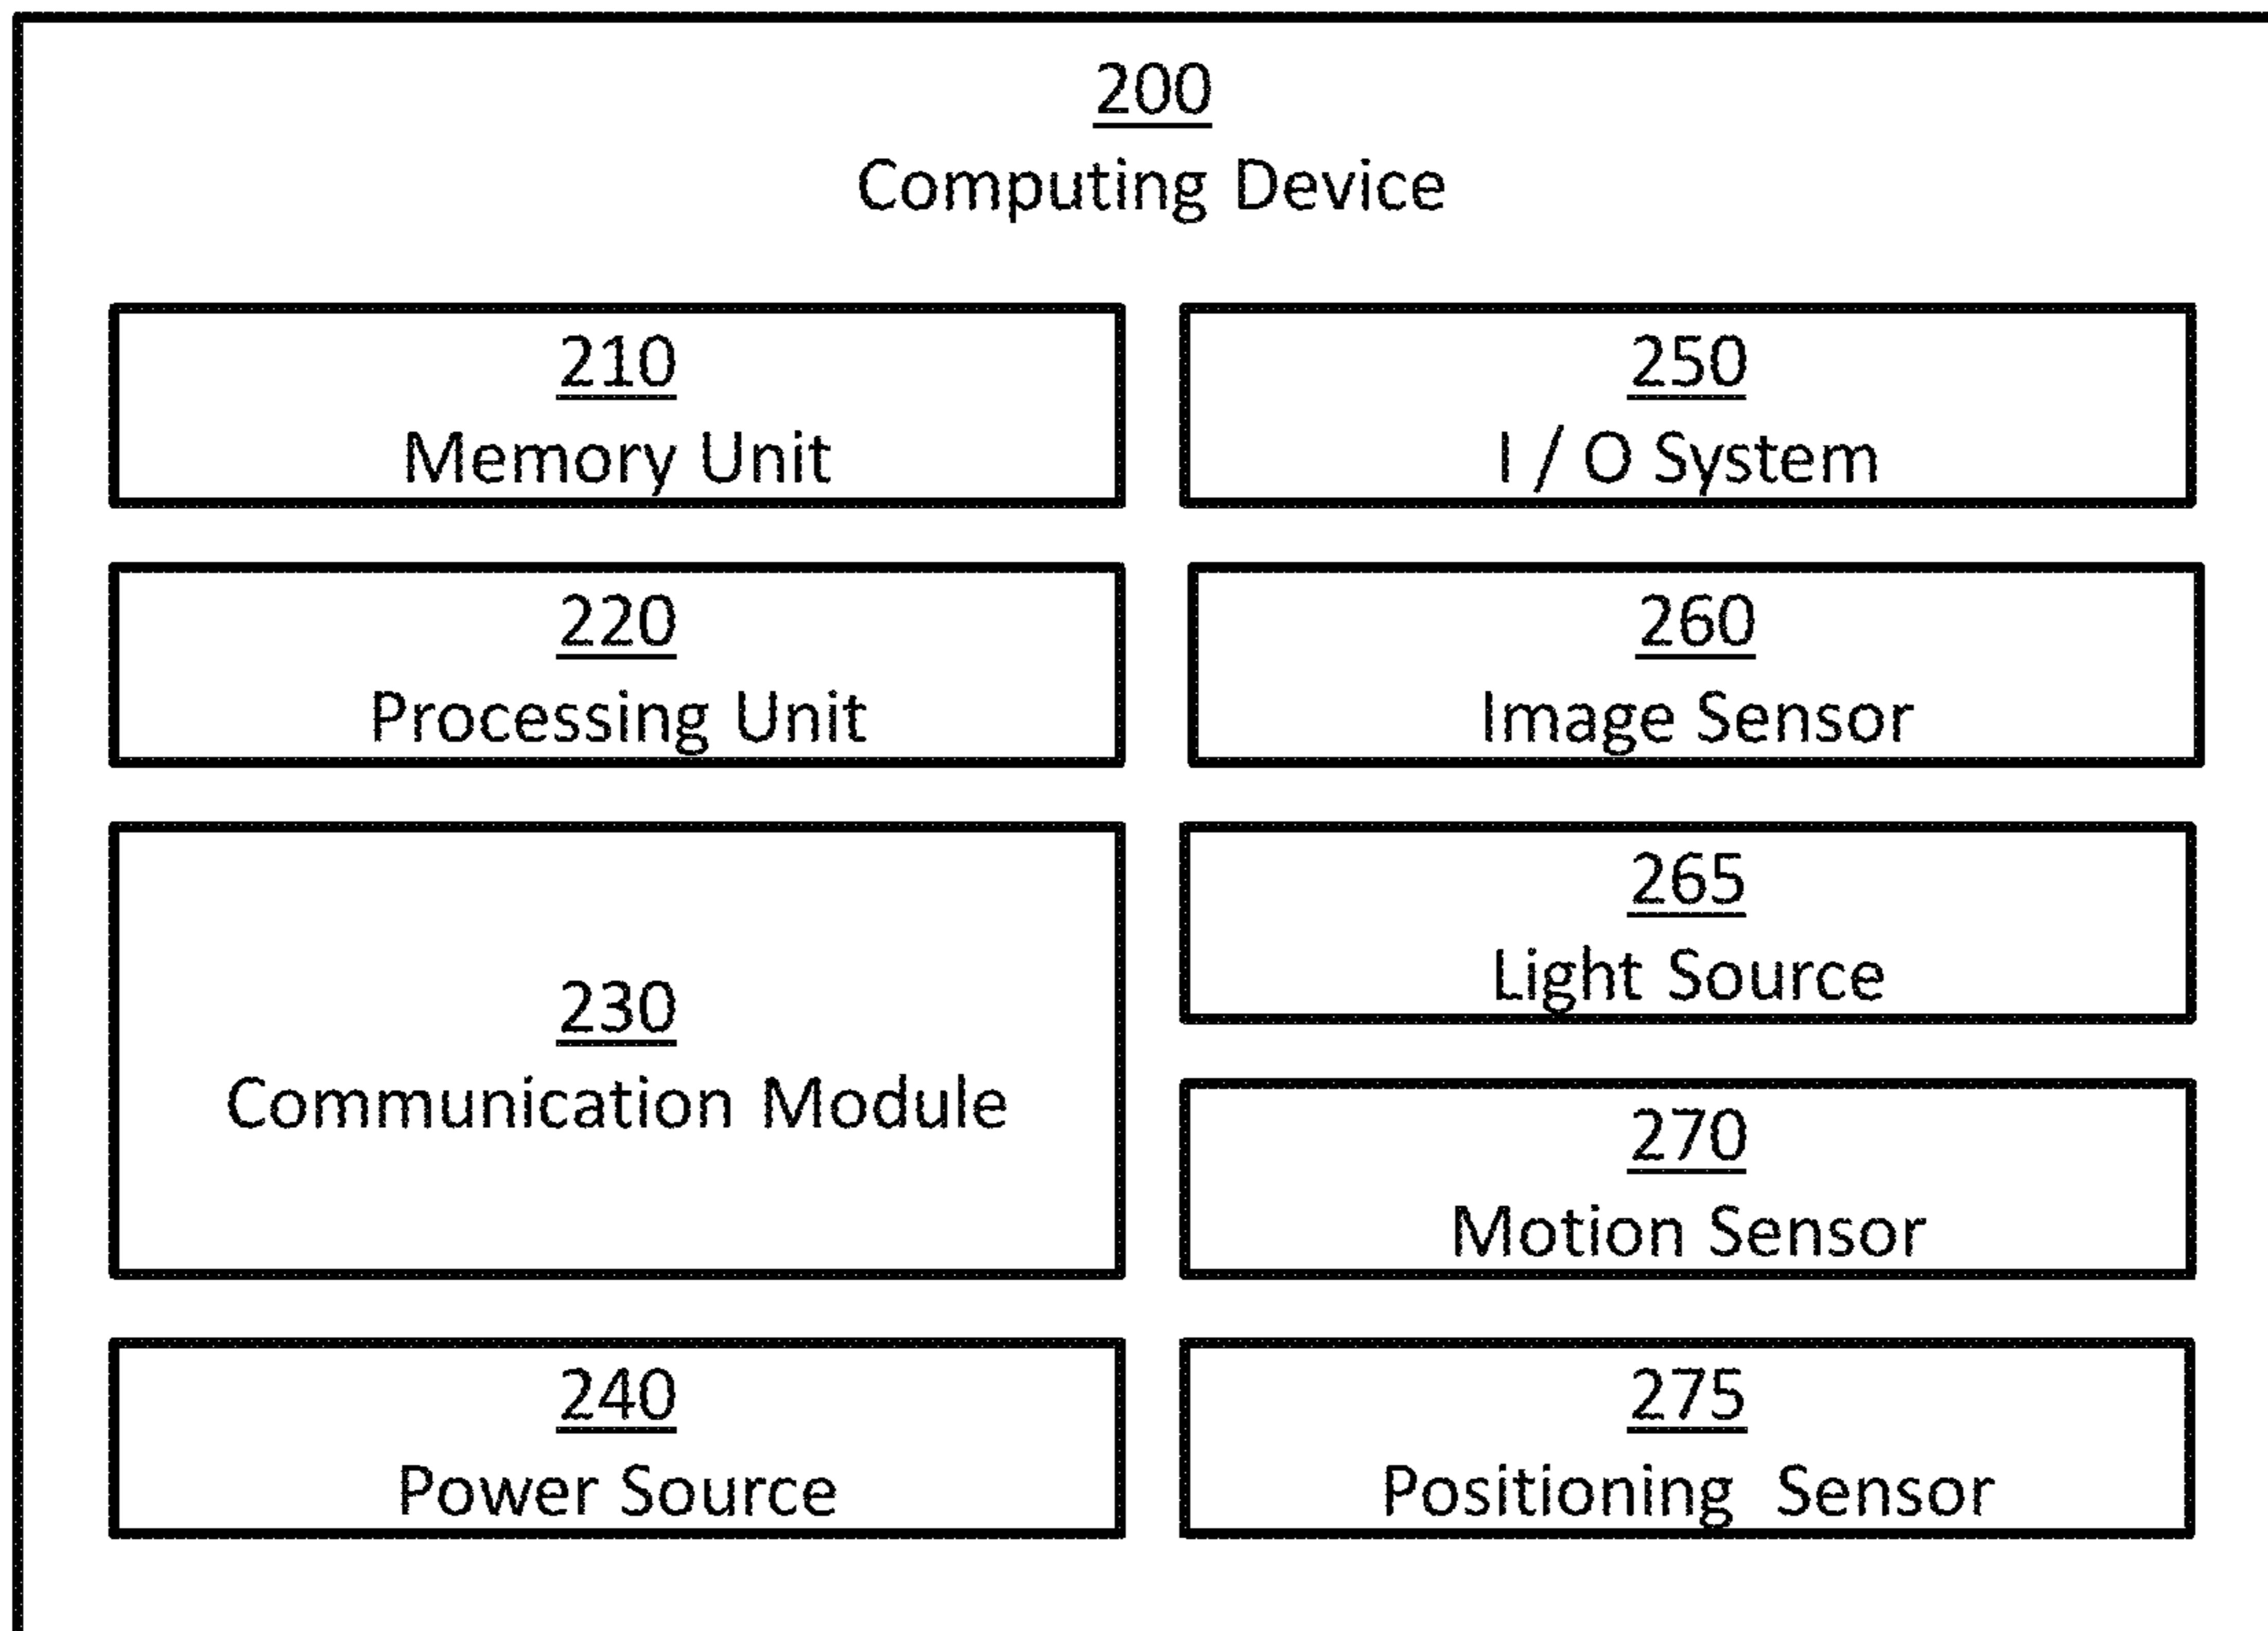 200
Computing Device
210
Memory Unit
250
I / O System
220
Processing Unit
260
Image Sensor
230
Communication Module
265
Light Source
270
Motion Sensor
240
Power Source
275
Positioning Sensor